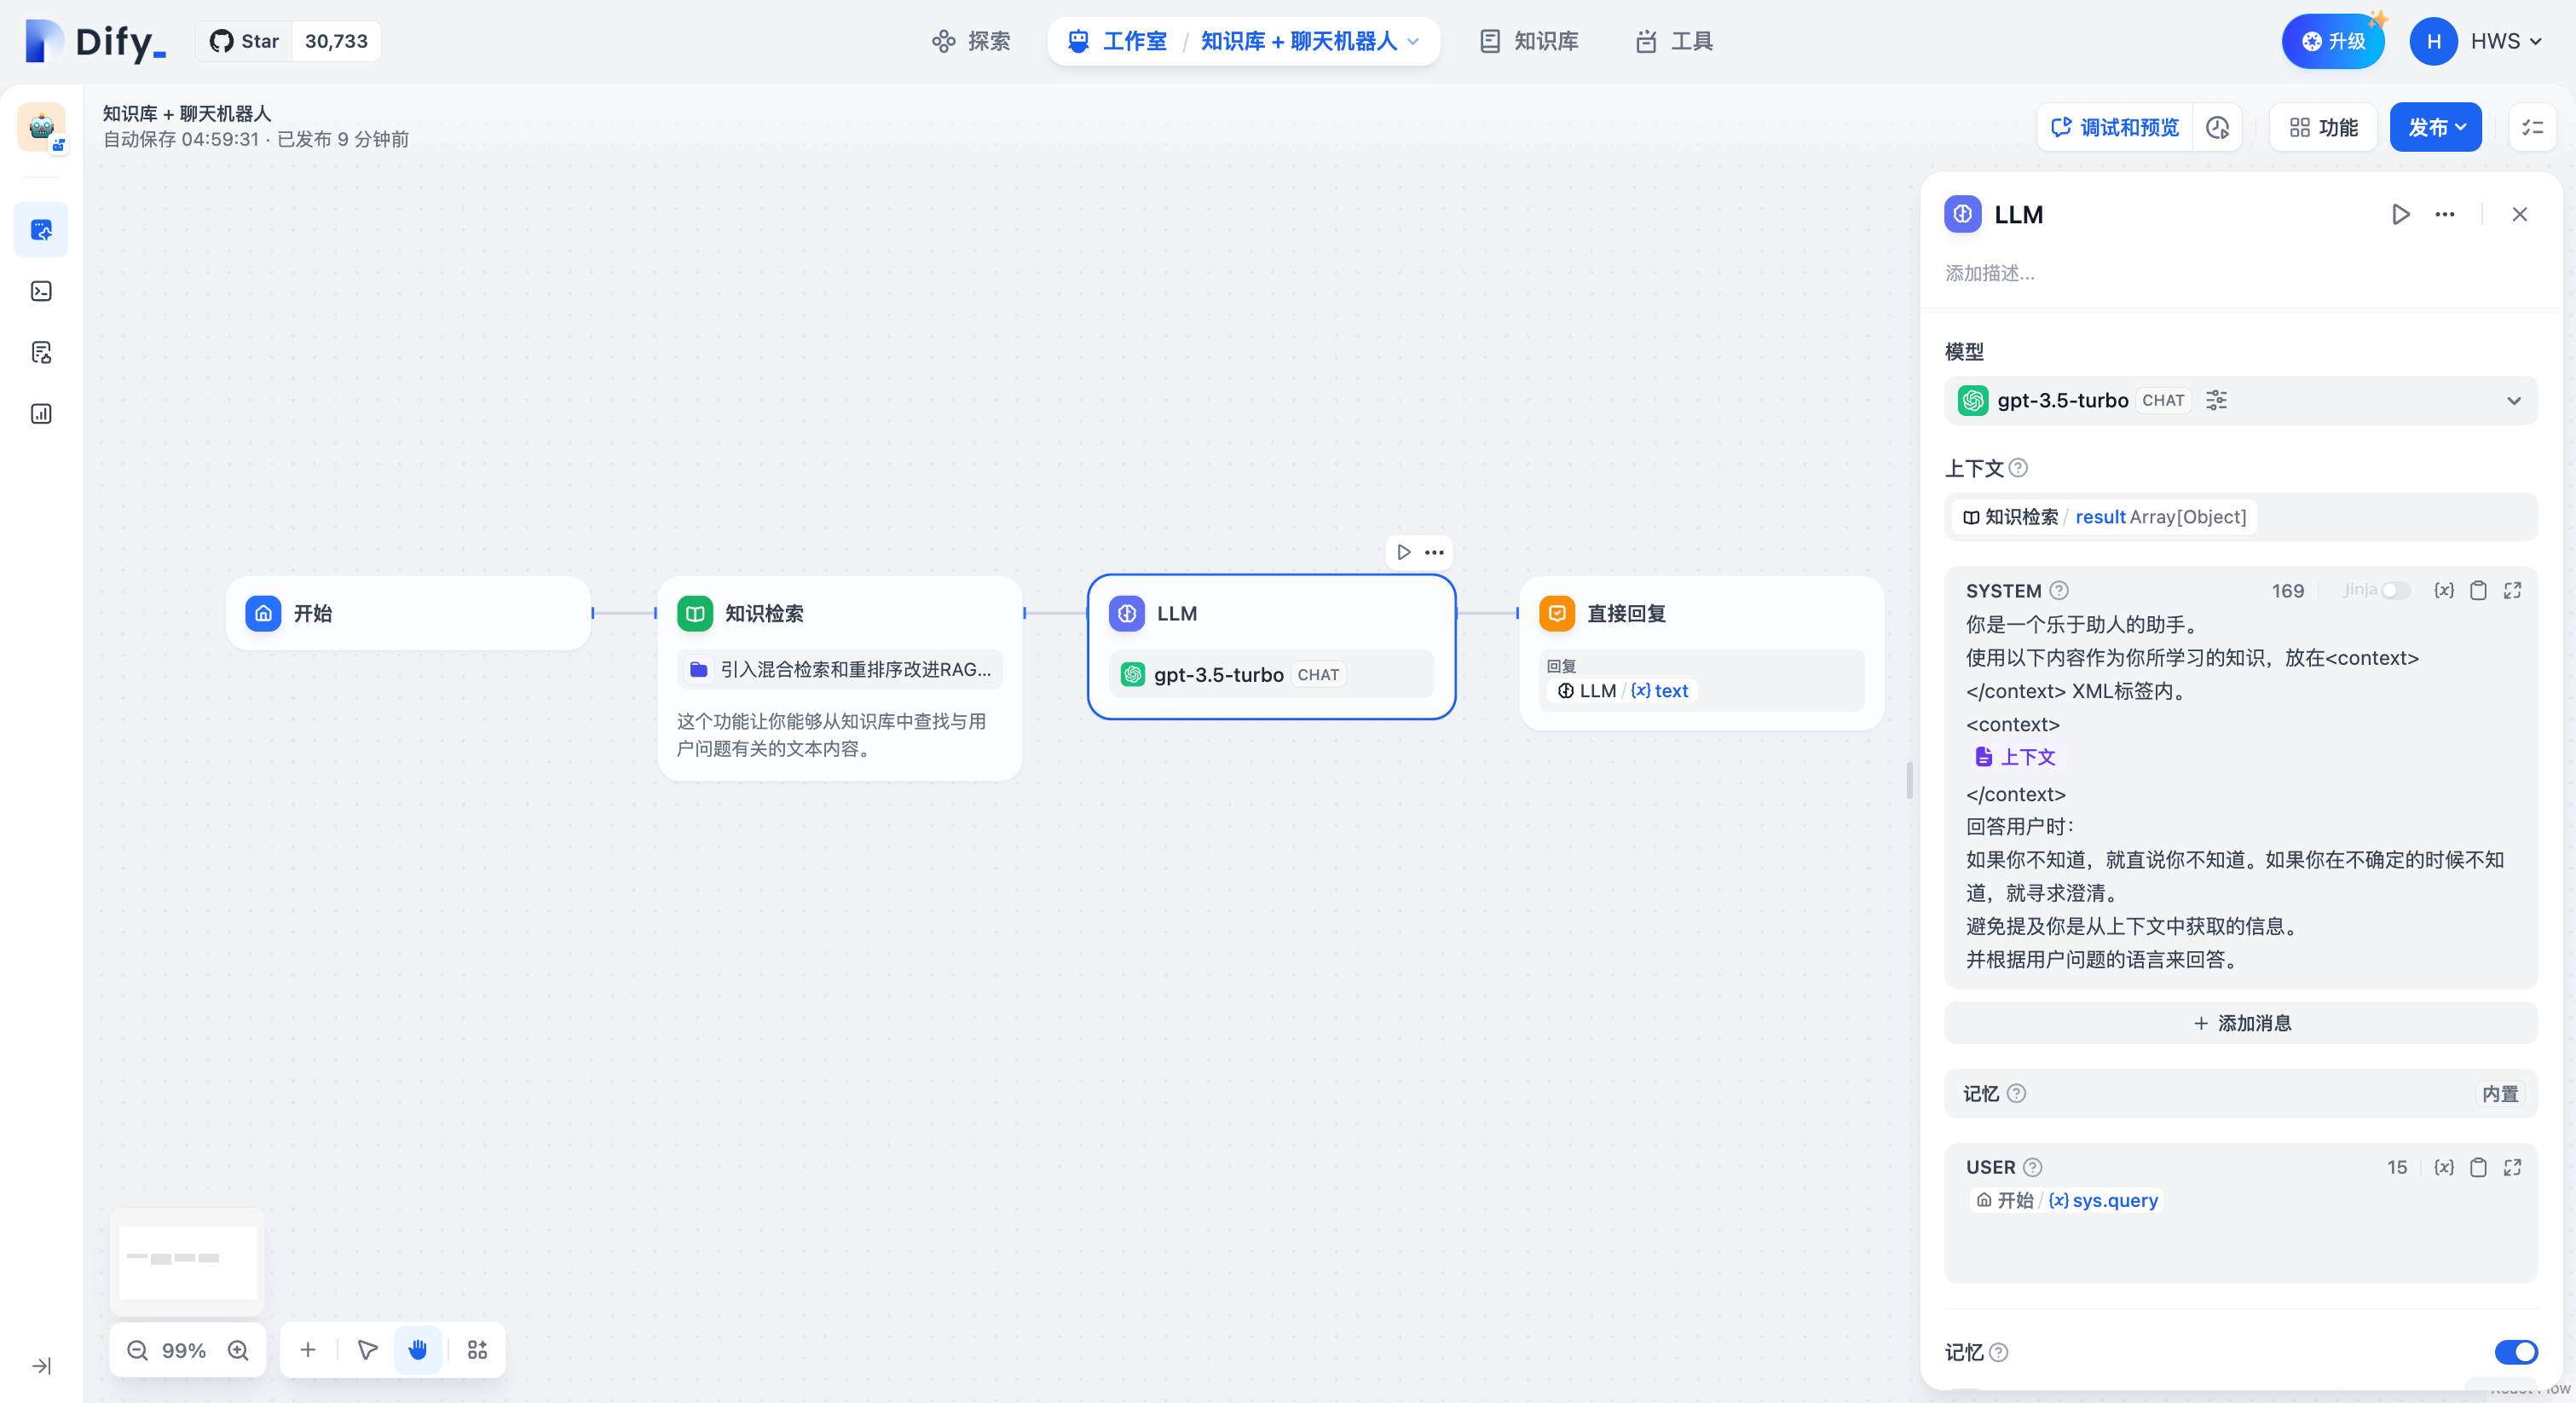 Dify_
Star 30,733
探索
工作室 / 知识库 + 聊天机器人
知识库
工具
升级
H HWS
知识库 + 聊天机器人
自动保存 04:59:31 · 已发布 9 分钟前
调试和预览
功能
发布
开始
知识检索
引入混合检索和重排序改进RAG...
这个功能让你能够从知识库中查找与用
户问题有关的文本内容。
LLM
gpt-3.5-turbo CHAT
直接回复
回复
LLM / {x} text
99%
LLM
添加描述...
模型
gpt-3.5-turbo CHAT
上下文
知识检索 / result Array[Object]
SYSTEM 169 Jinja {x}
你是一个乐于助人的助手。
使用以下内容作为你所学习的知识，放在<context>
</context> XML标签内。
<context>
上下文
</context>
回答用户时：
如果你不知道，就直说你不知道。如果你在不确定的时候不知
道，就寻求澄清。
避免提及你是从上下文中获取的信息。
并根据用户问题的语言来回答。
+ 添加消息
记忆 内置
USER 15 {x}
开始 / {x} sys.query
记忆
React Flow